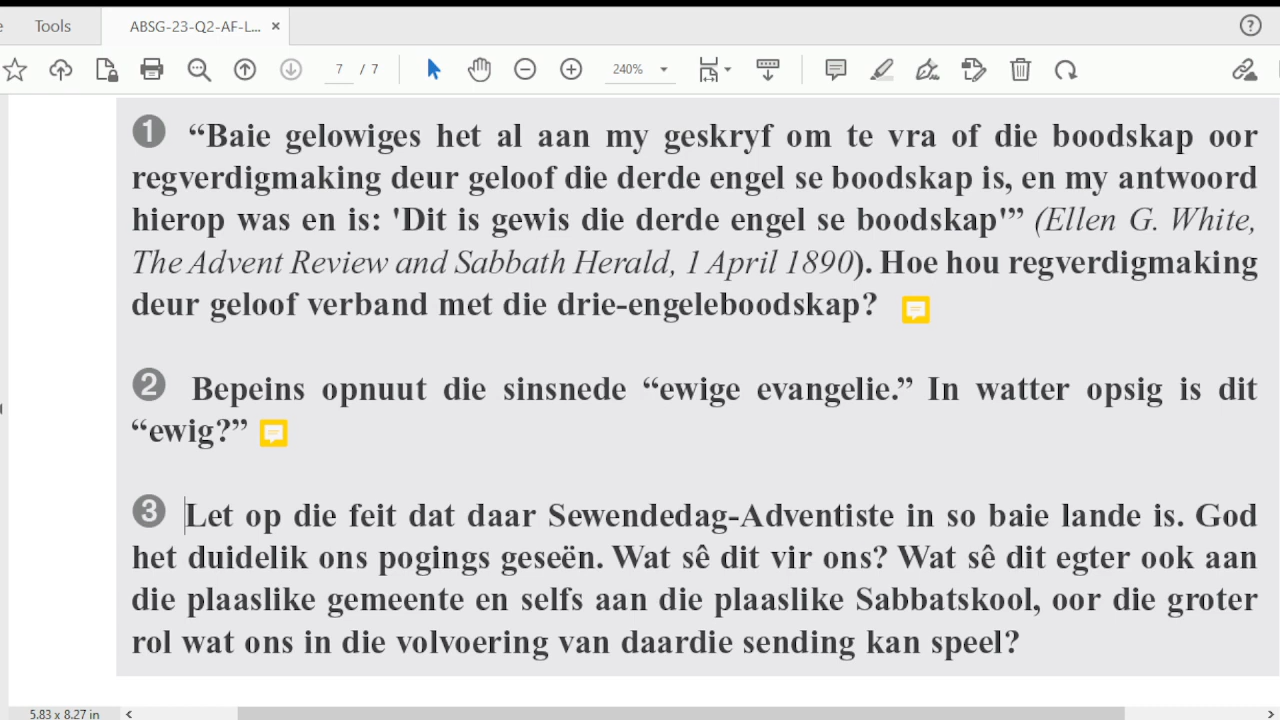 Tools
ABSG-23-Q2-AF-L... ×
7 / 7
240%
1 “Baie gelowiges het al aan my geskryf om te vra of die boodskap oor
regverdigmaking deur geloof die derde engel se boodskap is, en my antwoord
hierop was en is: 'Dit is gewis die derde engel se boodskap'” (Ellen G. White,
The Advent Review and Sabbath Herald, 1 April 1890). Hoe hou regverdigmaking
deur geloof verband met die drie-engeleboodskap?
2 Bepeins opnuut die sinsnede “ewige evangelie.” In watter opsig is dit
“ewig?”
3 Let op die feit dat daar Sewendedag-Adventiste in so baie lande is. God
het duidelik ons pogings geseën. Wat sê dit vir ons? Wat sê dit egter ook aan
die plaaslike gemeente en selfs aan die plaaslike Sabbatskool, oor die groter
rol wat ons in die volvoering van daardie sending kan speel?
5.83 x 8.27 in